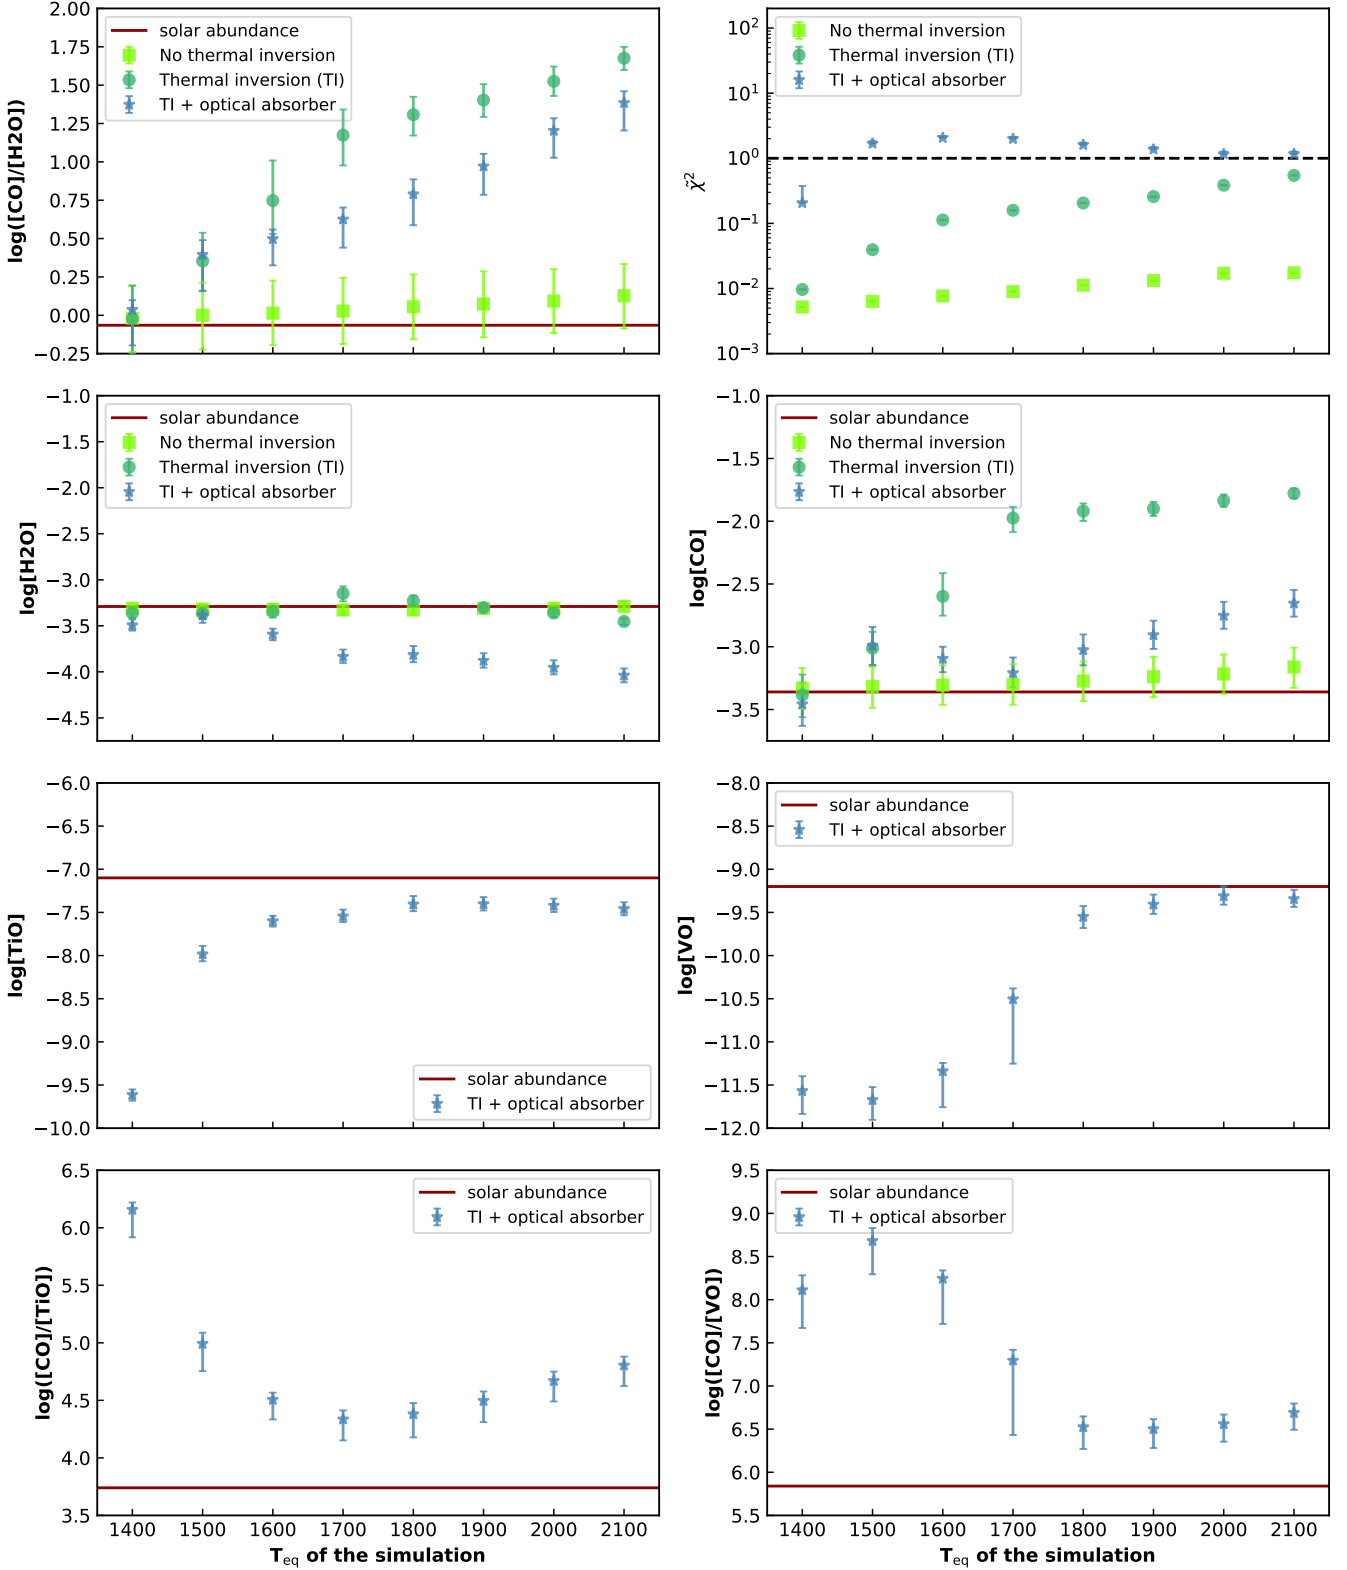 2.00
1.75
1.50
1.25
1.00
0.75
0.50
0.25
0.00
−0.25
log([CO]/[H2O])
solar abundance
No thermal inversion
Thermal inversion (TI)
TI + optical absorber
10²
10¹
10⁰
10⁻¹
10⁻²
10⁻³
χ̃²
No thermal inversion
Thermal inversion (TI)
TI + optical absorber
−1.0
−1.5
−2.0
−2.5
−3.0
−3.5
−4.0
−4.5
log[H2O]
solar abundance
No thermal inversion
Thermal inversion (TI)
TI + optical absorber
−1.0
−1.5
−2.0
−2.5
−3.0
−3.5
log[CO]
solar abundance
No thermal inversion
Thermal inversion (TI)
TI + optical absorber
−6.0
−6.5
−7.0
−7.5
−8.0
−8.5
−9.0
−9.5
−10.0
log[TiO]
solar abundance
TI + optical absorber
−8.0
−8.5
−9.0
−9.5
−10.0
−10.5
−11.0
−11.5
−12.0
log[VO]
solar abundance
TI + optical absorber
6.5
6.0
5.5
5.0
4.5
4.0
3.5
log([CO]/[TiO])
solar abundance
TI + optical absorber
1400 1500 1600 1700 1800 1900 2000 2100
T_eq of the simulation
9.5
9.0
8.5
8.0
7.5
7.0
6.5
6.0
5.5
log([CO]/[VO])
solar abundance
TI + optical absorber
1400 1500 1600 1700 1800 1900 2000 2100
T_eq of the simulation